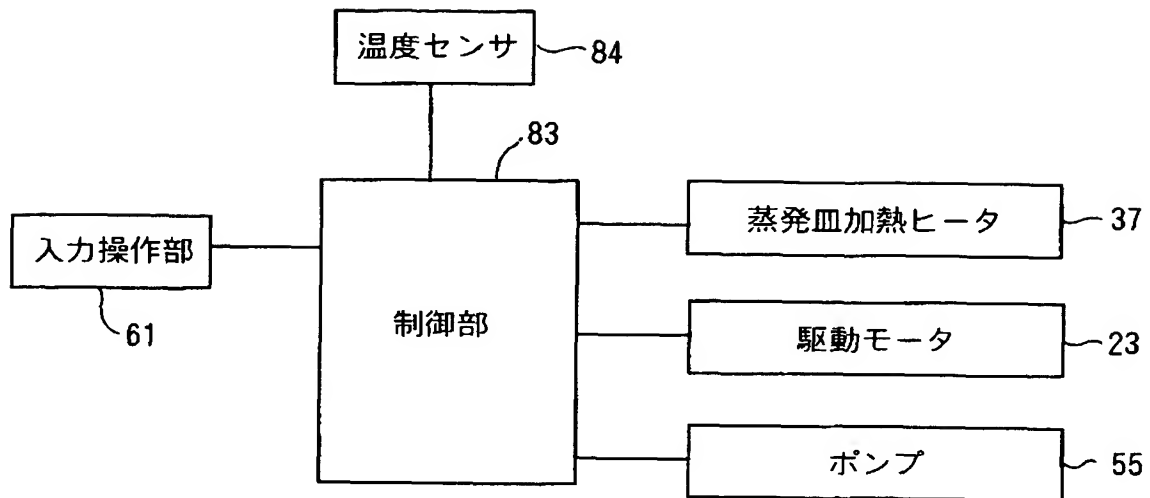 温度センサ
84
83
入力操作部
61
制御部
蒸発皿加熱ヒータ
37
駆動モータ
23
ポンプ
55